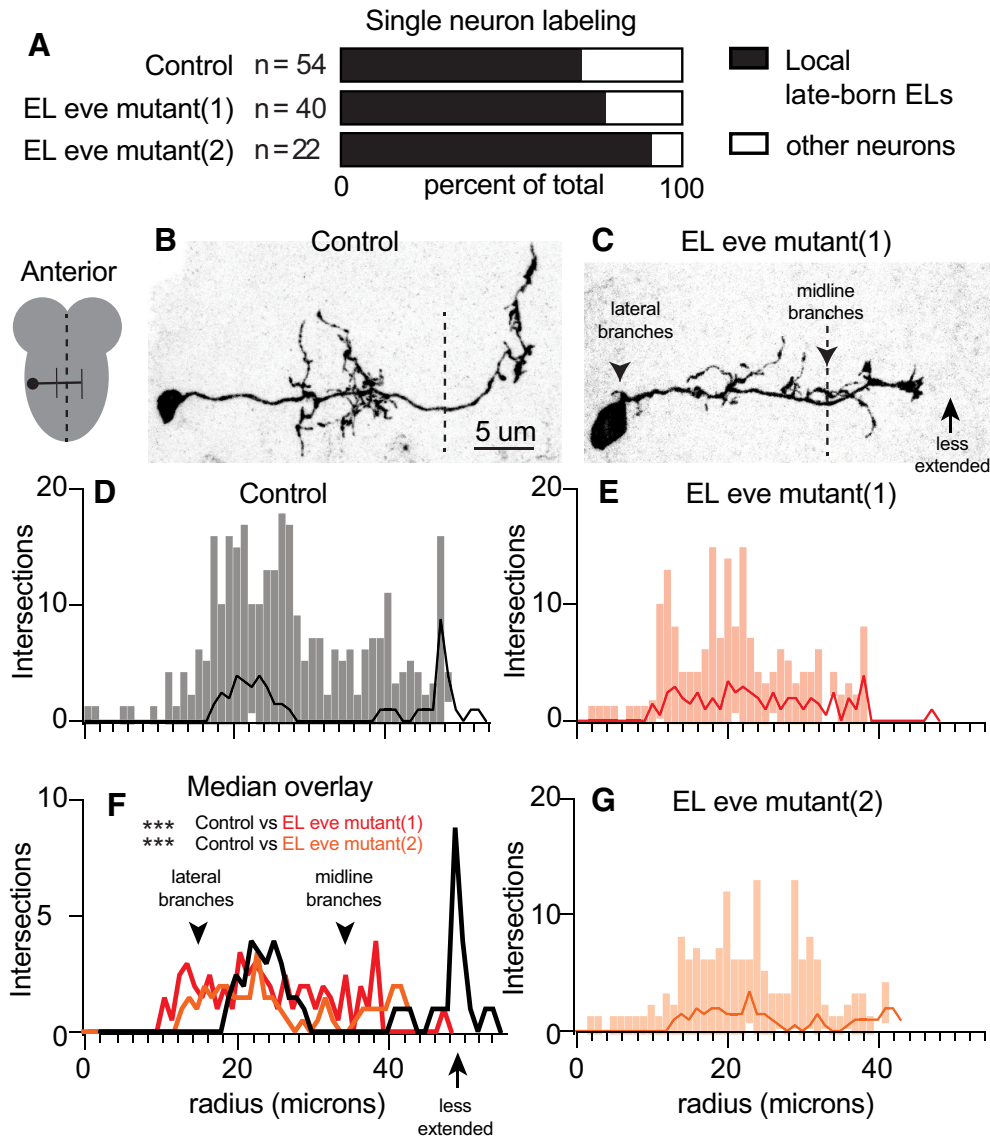 Single neuron labeling
A
Control n = 54
EL eve mutant(1) n = 40
EL eve mutant(2) n = 22
0 percent of total 100
Local
late-born ELs
other neurons
Anterior
B Control
5 um
C EL eve mutant(1)
lateral
branches
midline
branches
less
extended
D Control
20
10
0
Intersections
E EL eve mutant(1)
20
10
0
Intersections
F Median overlay
*** Control vs EL eve mutant(1)
*** Control vs EL eve mutant(2)
lateral
branches
midline
branches
10
5
0
Intersections
0 20 40
radius (microns)
less
extended
G EL eve mutant(2)
20
10
0
Intersections
0 20 40
radius (microns)